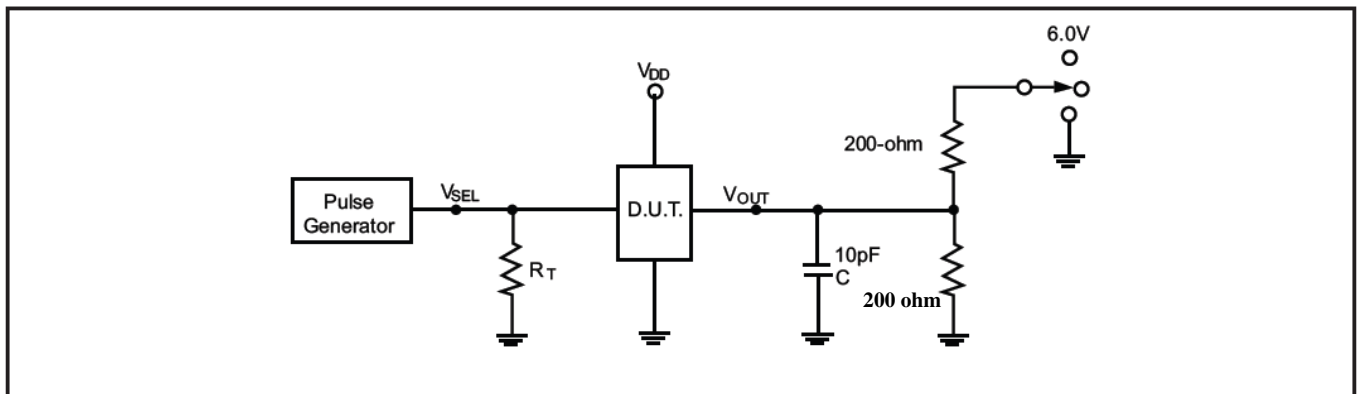 6.0V
VDD
200-ohm
Pulse
Generator
VSEL
D.U.T.
VOUT
RT
10pF
C
200 ohm